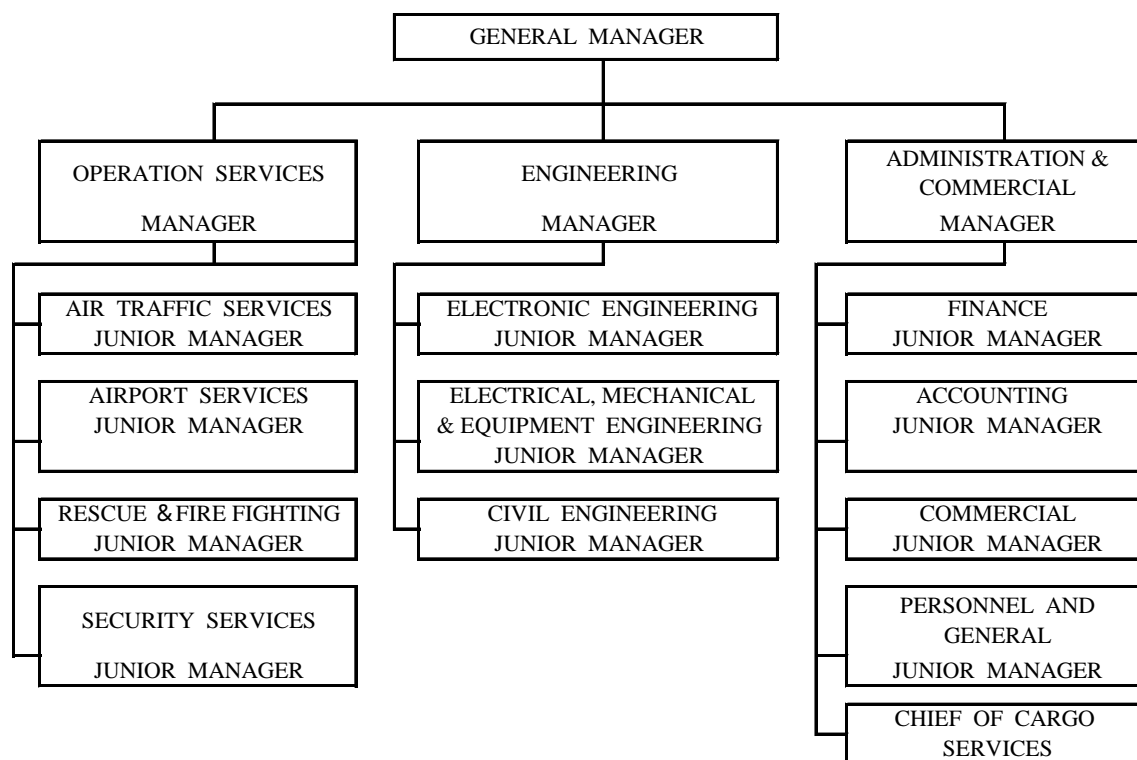 GENERAL MANAGER
OPERATION SERVICES
MANAGER
ENGINEERING
MANAGER
ADMINISTRATION &
COMMERCIAL
MANAGER
AIR TRAFFIC SERVICES
JUNIOR MANAGER
AIRPORT SERVICES
JUNIOR MANAGER
RESCUE & FIRE FIGHTING
JUNIOR MANAGER
SECURITY SERVICES
JUNIOR MANAGER
ELECTRONIC ENGINEERING
JUNIOR MANAGER
ELECTRICAL, MECHANICAL
& EQUIPMENT ENGINEERING
JUNIOR MANAGER
CIVIL ENGINEERING
JUNIOR MANAGER
FINANCE
JUNIOR MANAGER
ACCOUNTING
JUNIOR MANAGER
COMMERCIAL
JUNIOR MANAGER
PERSONNEL AND
GENERAL
JUNIOR MANAGER
CHIEF OF CARGO
SERVICES